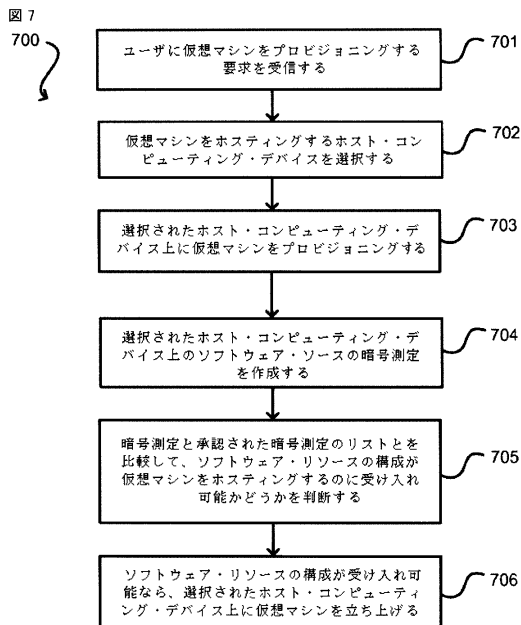 図７
700
ユーザに仮想マシンをプロビジョニングする
要求を受信する
701
仮想マシンをホスティングするホスト・コン
ピューティング・デバイスを選択する
702
選択されたホスト・コンピューティング・デ
バイス上に仮想マシンをプロビジョニングする
703
選択されたホスト・コンピューティング・デ
バイス上のソフトウェア・ソースの暗号測定
を作成する
704
暗号測定と承認された暗号測定のリストとを
比較して、ソフトウェア・リソースの構成が
仮想マシンをホスティングするのに受け入れ
可能かどうかを判断する
705
ソフトウェア・リソースの構成が受け入れ可
能なら、選択されたホスト・コンピューティ
ング・デバイス上に仮想マシンを立ち上げる
706